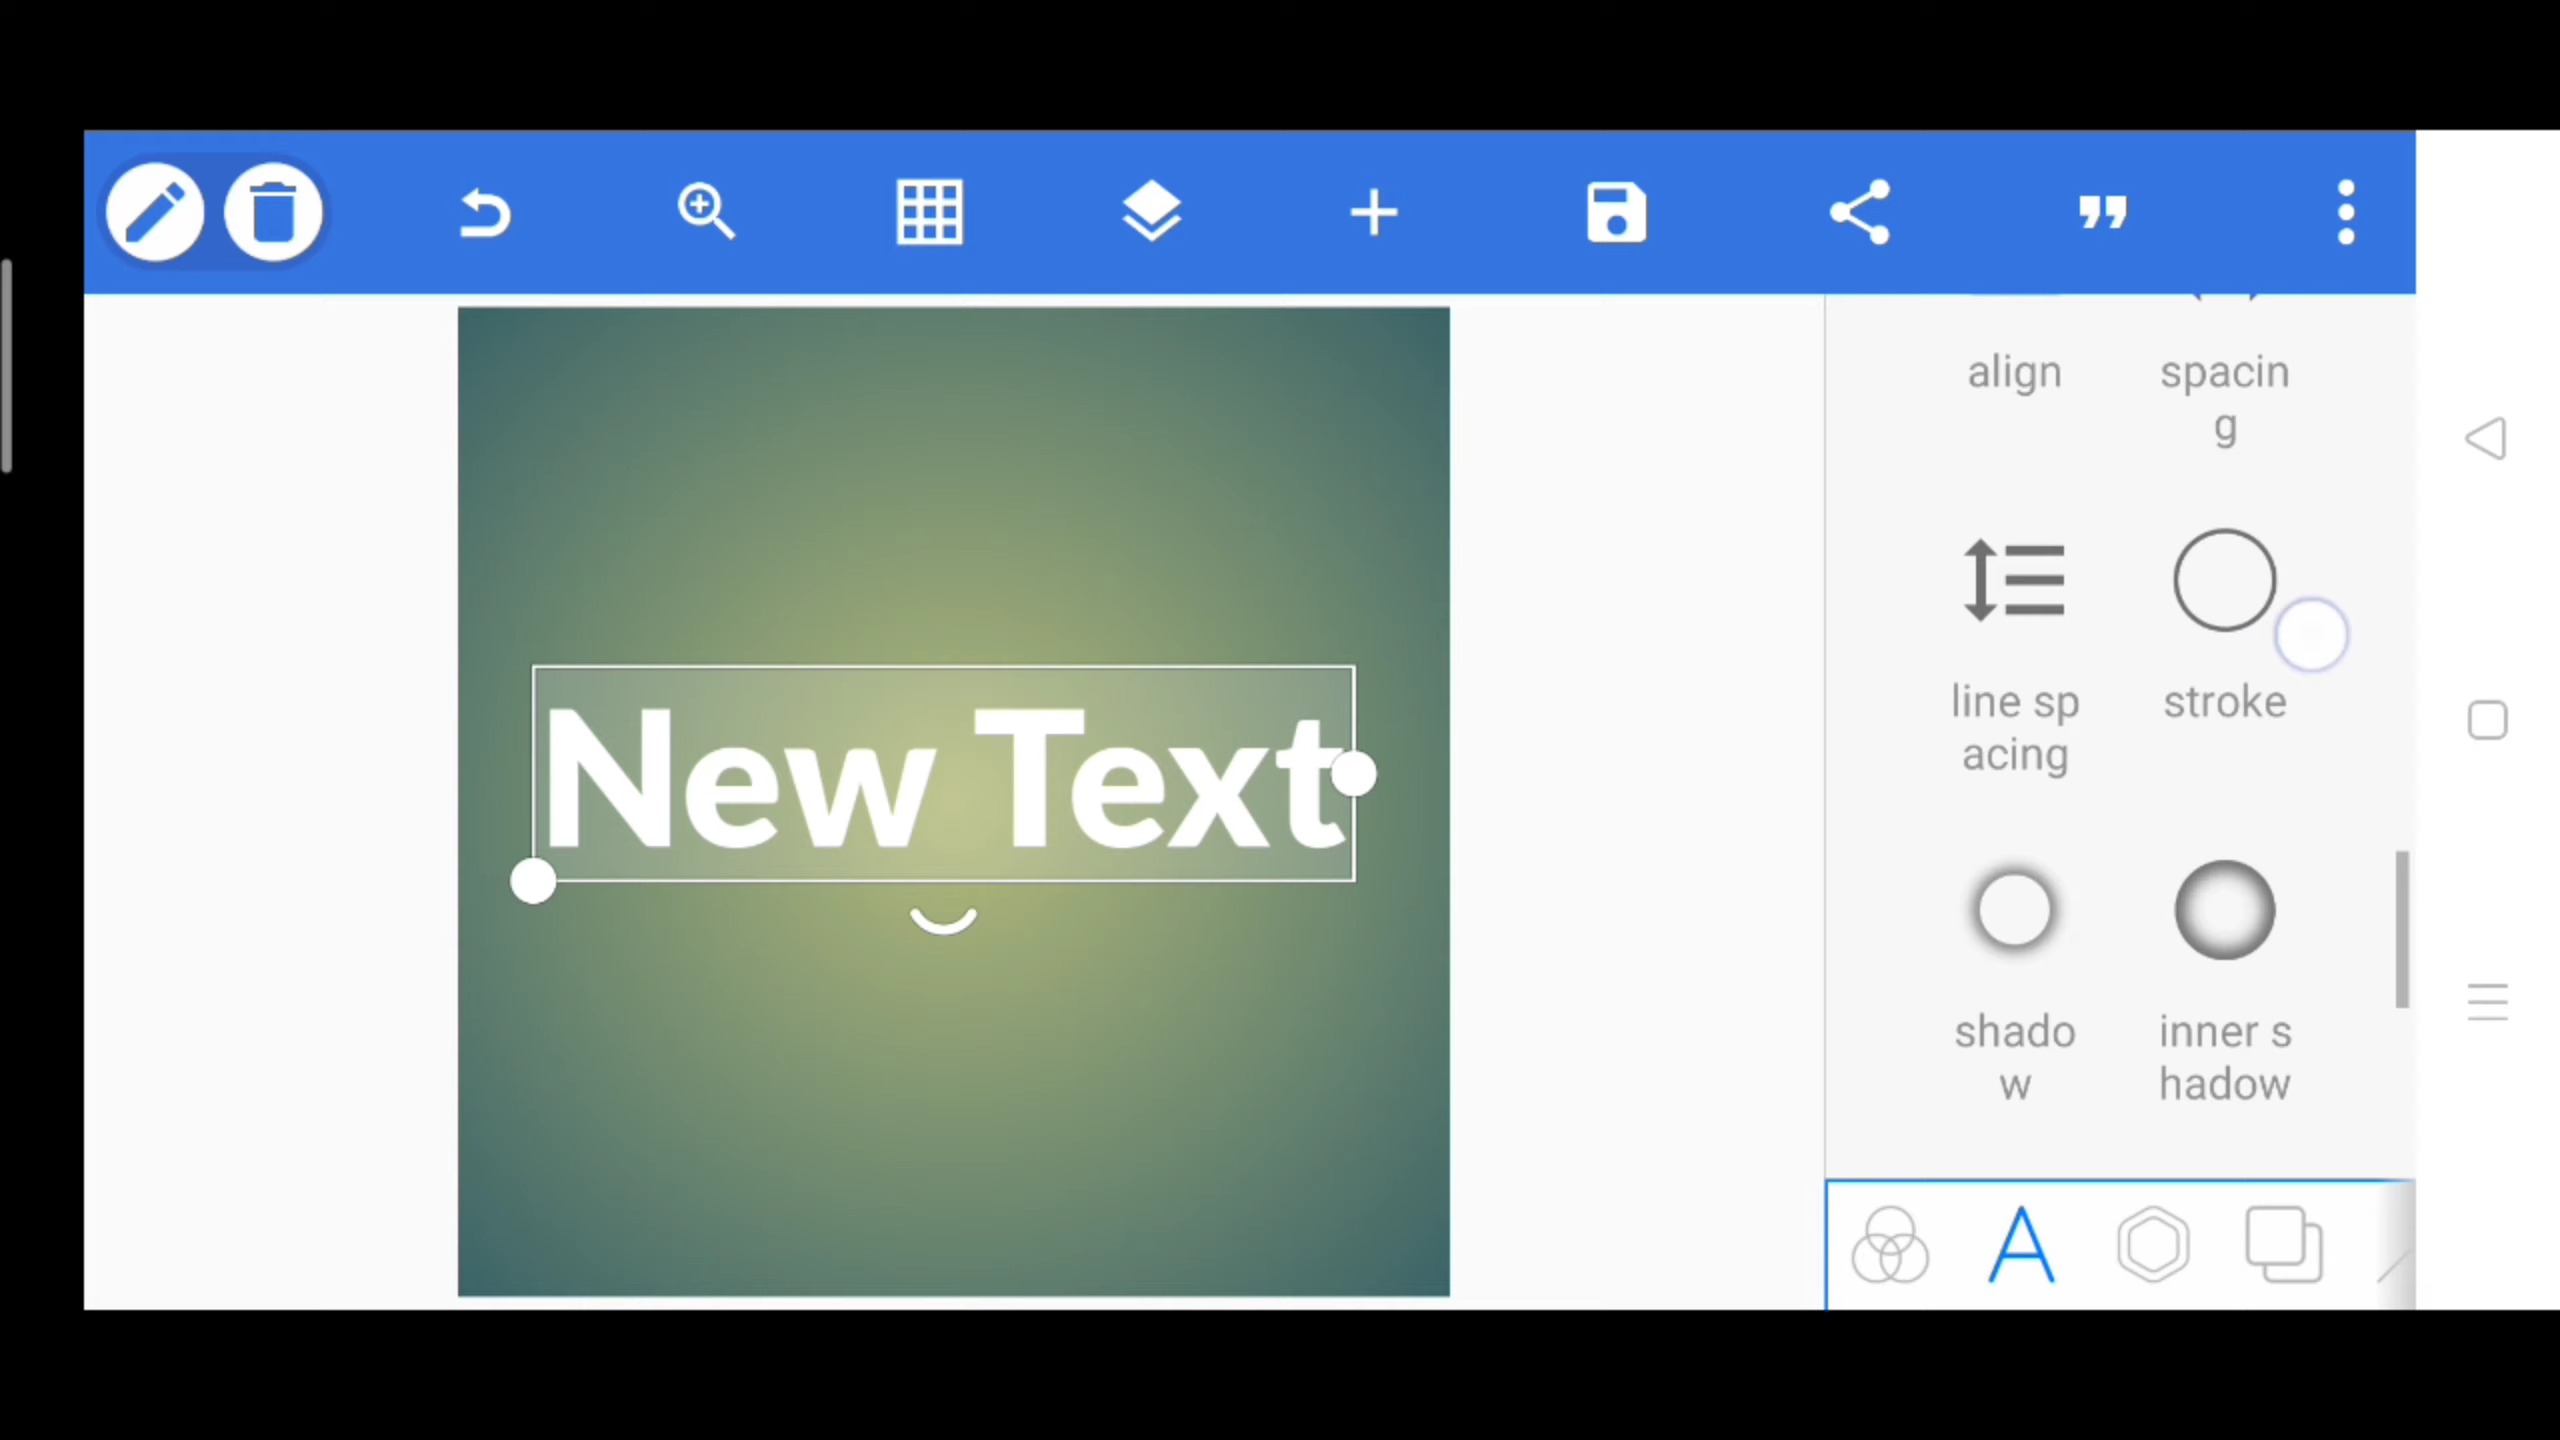 align
spacin
g
New Text
line sp
acing
stroke
shado
w
inner s
hadow